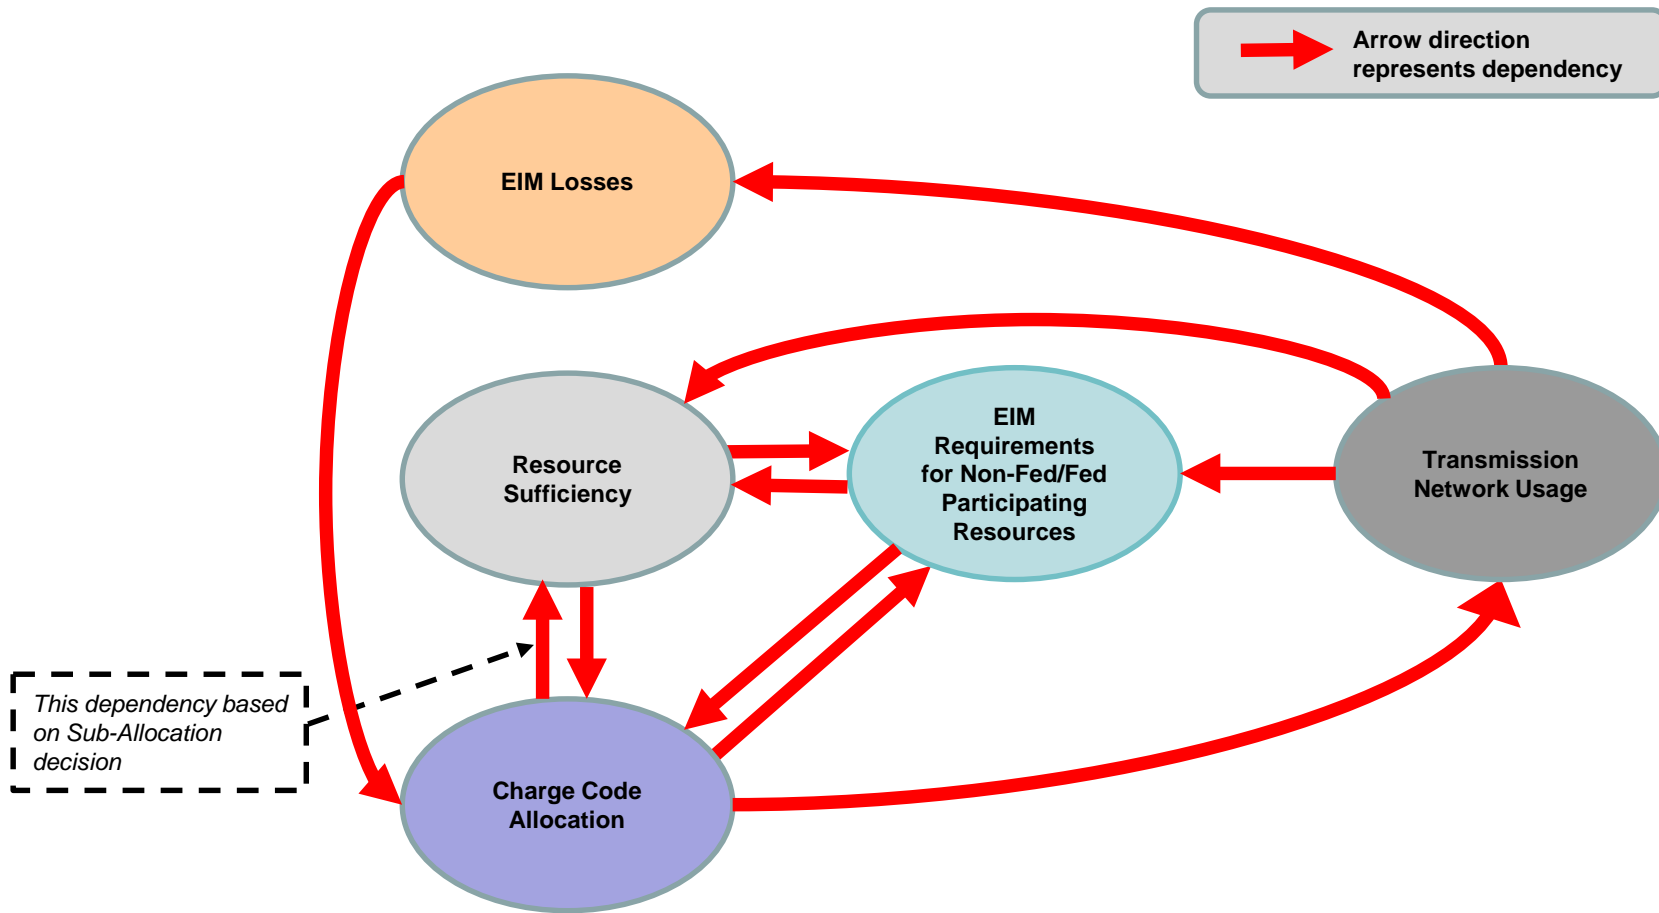 Arrow direction
represents dependency
EIM Losses
Resource
Sufficiency
EIM
Requirements
for Non-Fed/Fed
Participating
Resources
Transmission
Network Usage
This dependency based
on Sub-Allocation
decision
Charge Code
Allocation